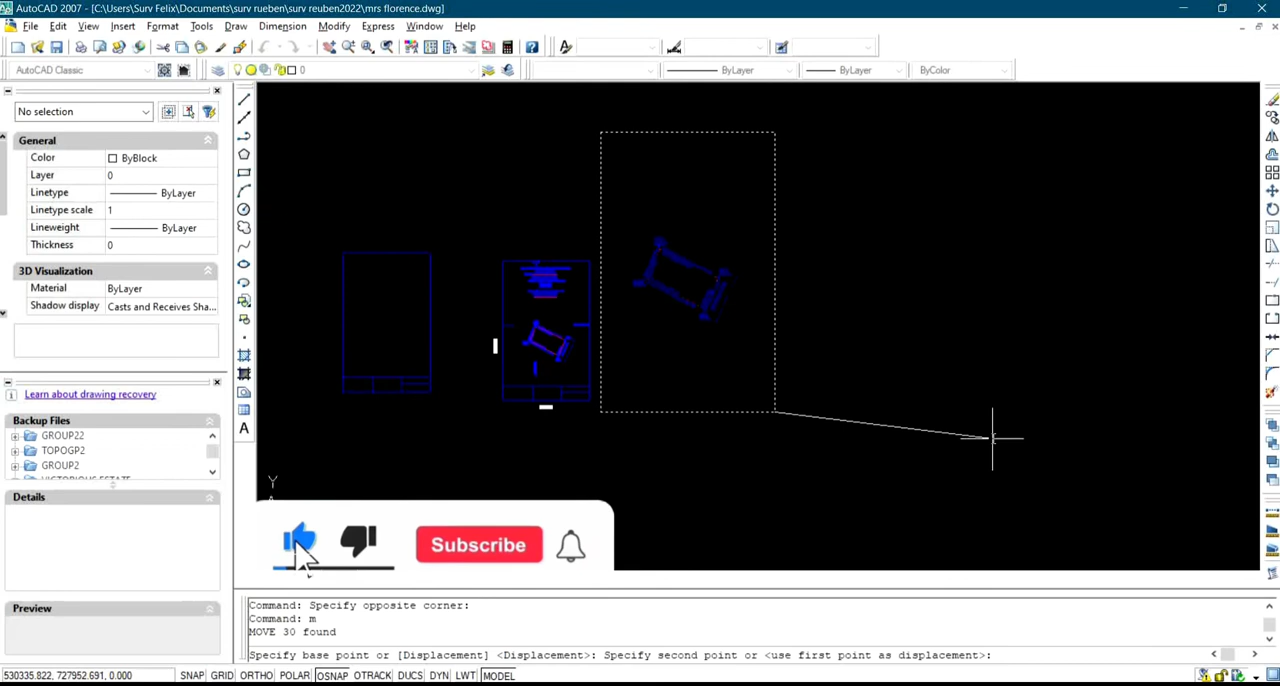 AutoCAD 2007 - [C:\Users\Surv Felix\Documents\surv rueben\surv reuben2022\mrs florence.dwg]
File Edit View Insert Format Tools Draw Dimension Modify Express Window Help
AutoCAD Classic 0 ByLayer ByLayer ByColor
No selection
General
Color ByBlock
Layer 0
Linetype ByLayer
Linetype scale 1
Lineweight ByLayer
Thickness 0
3D Visualization
Material ByLayer
Shadow display Casts and Receives Sha...
Learn about drawing recovery
Backup Files
GROUP22
TOPOGP2
GROUP2
VICTORIOUS ESTATE
Details
Preview
A
Y
Subscribe
Command: Specify opposite corner:
Command: m
MOVE 30 found
Specify base point or [Displacement] <Displacement>: Specify second point or <use first point as displacement>:
530335.822, 727952.691, 0.000 SNAP GRID ORTHO POLAR OSNAP OTRACK DUCS DYN LWT MODEL